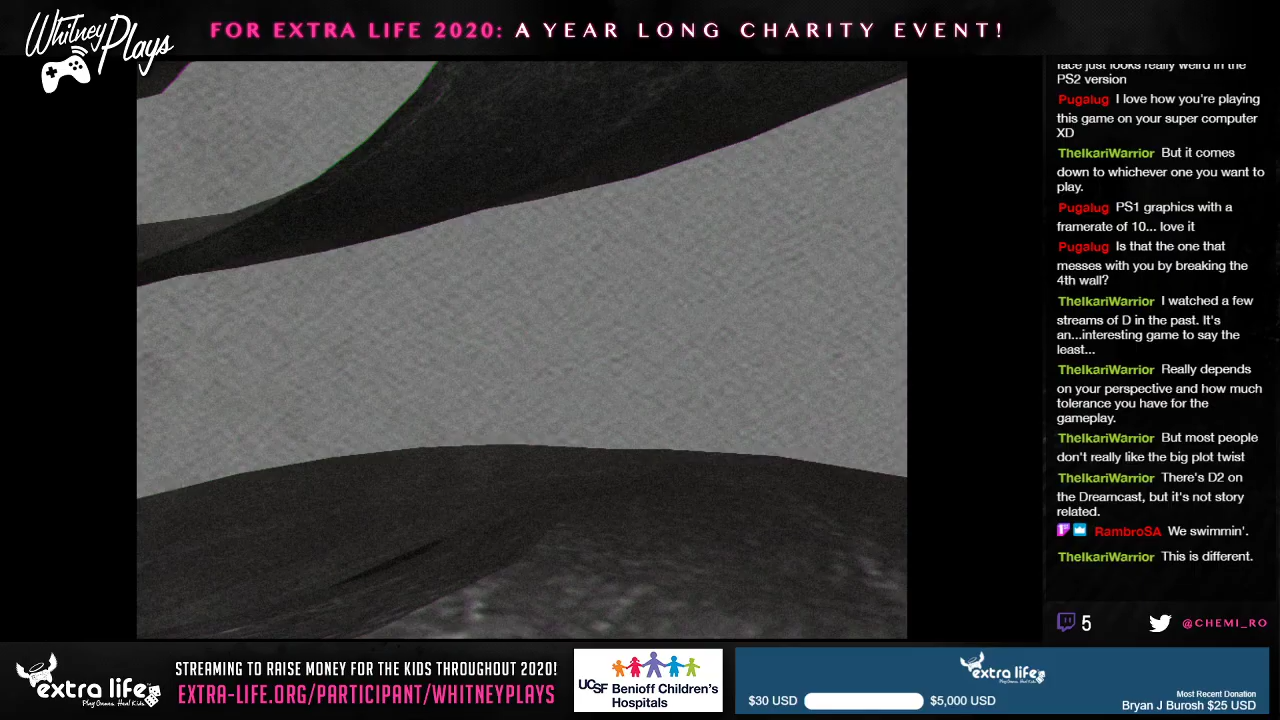 Whitney Plays
FOR EXTRA LIFE 2020: A YEAR LONG CHARITY EVENT!
face just looks really weird in the
PS2 version
Pugalug I love how you're playing
this game on your super computer
XD
TheIkariWarrior But it comes
down to whichever one you want to
play.
Pugalug PS1 graphics with a
framerate of 10... love it
Pugalug Is that the one that
messes with you by breaking the
4th wall?
TheIkariWarrior I watched a few
streams of D in the past. It's
an...interesting game to say the
least...
TheIkariWarrior Really depends
on your perspective and how much
tolerance you have for the
gameplay.
TheIkariWarrior But most people
don't really like the big plot twist
TheIkariWarrior There's D2 on
the Dreamcast, but it's not story
related.
RambroSA We swimmin'.
TheIkariWarrior This is different.
5
@CHEMI_RO
extra life
Play Games. Heal Kids.
STREAMING TO RAISE MONEY FOR THE KIDS THROUGHOUT 2020!
EXTRA-LIFE.ORG/PARTICIPANT/WHITNEYPLAYS
UCSF Benioff Children's
Hospitals
extra life
Play Games. Heal Kids.
$30 USD
$5,000 USD
Most Recent Donation
Bryan J Burosh $25 USD